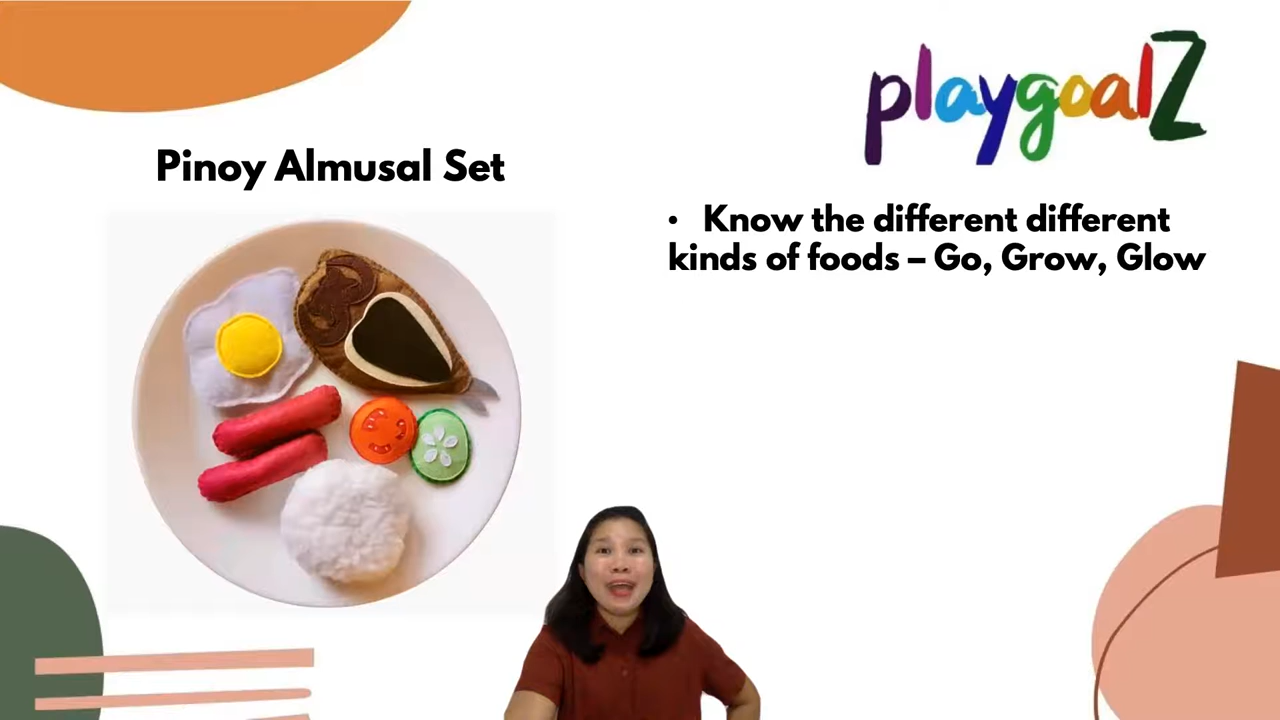 playgoalZ
Pinoy Almusal Set
• Know the different different
kinds of foods – Go, Grow, Glow